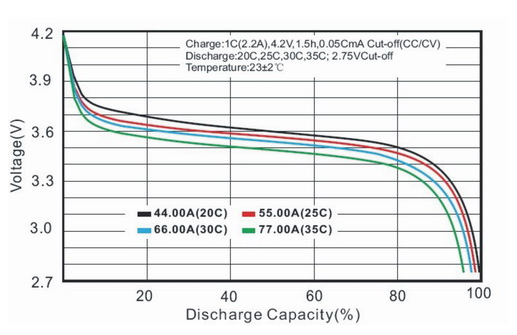 4.2
Charge:1C(2.2A),4.2V,1.5h,0.05CmA Cut-off(CC/CV)
Discharge:20C,25C,30C,35C; 2.75VCut-off
Temperature:23±2℃
3.9
3.6
3.3
3.0
2.7
Voltage(V)
44.00A(20C) 55.00A(25C)
66.00A(30C) 77.00A(35C)
20 40 60 80 100
Discharge Capacity(%)